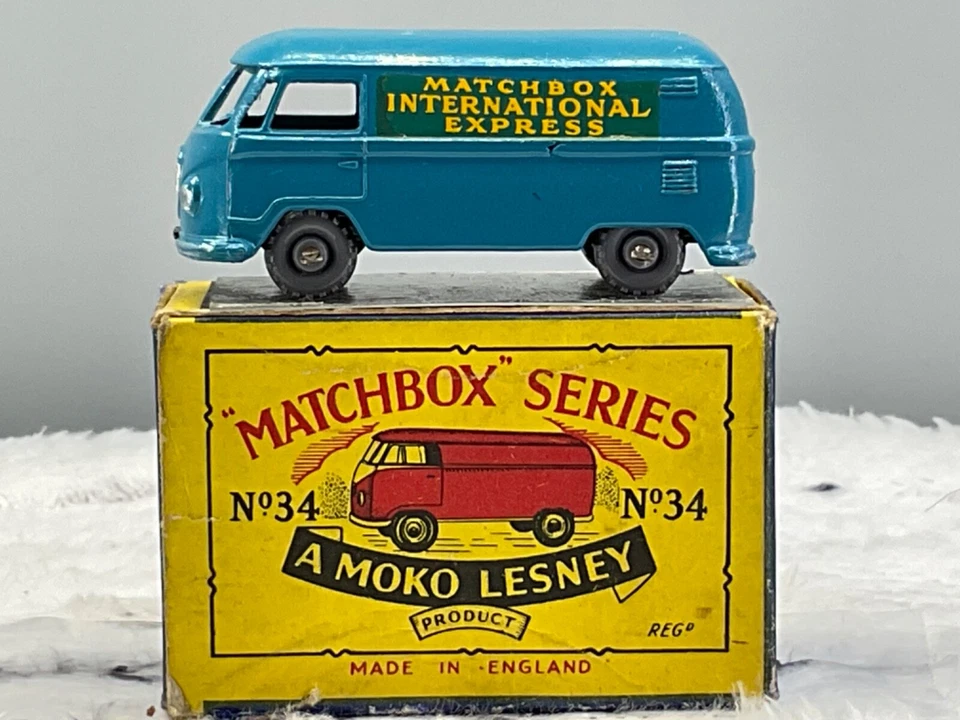 MATCHBOX
INTERNATIONAL
EXPRESS
"MATCHBOX" SERIES
Nº34 Nº34
A MOKO LESNEY
PRODUCT
REGD
MADE IN ENGLAND